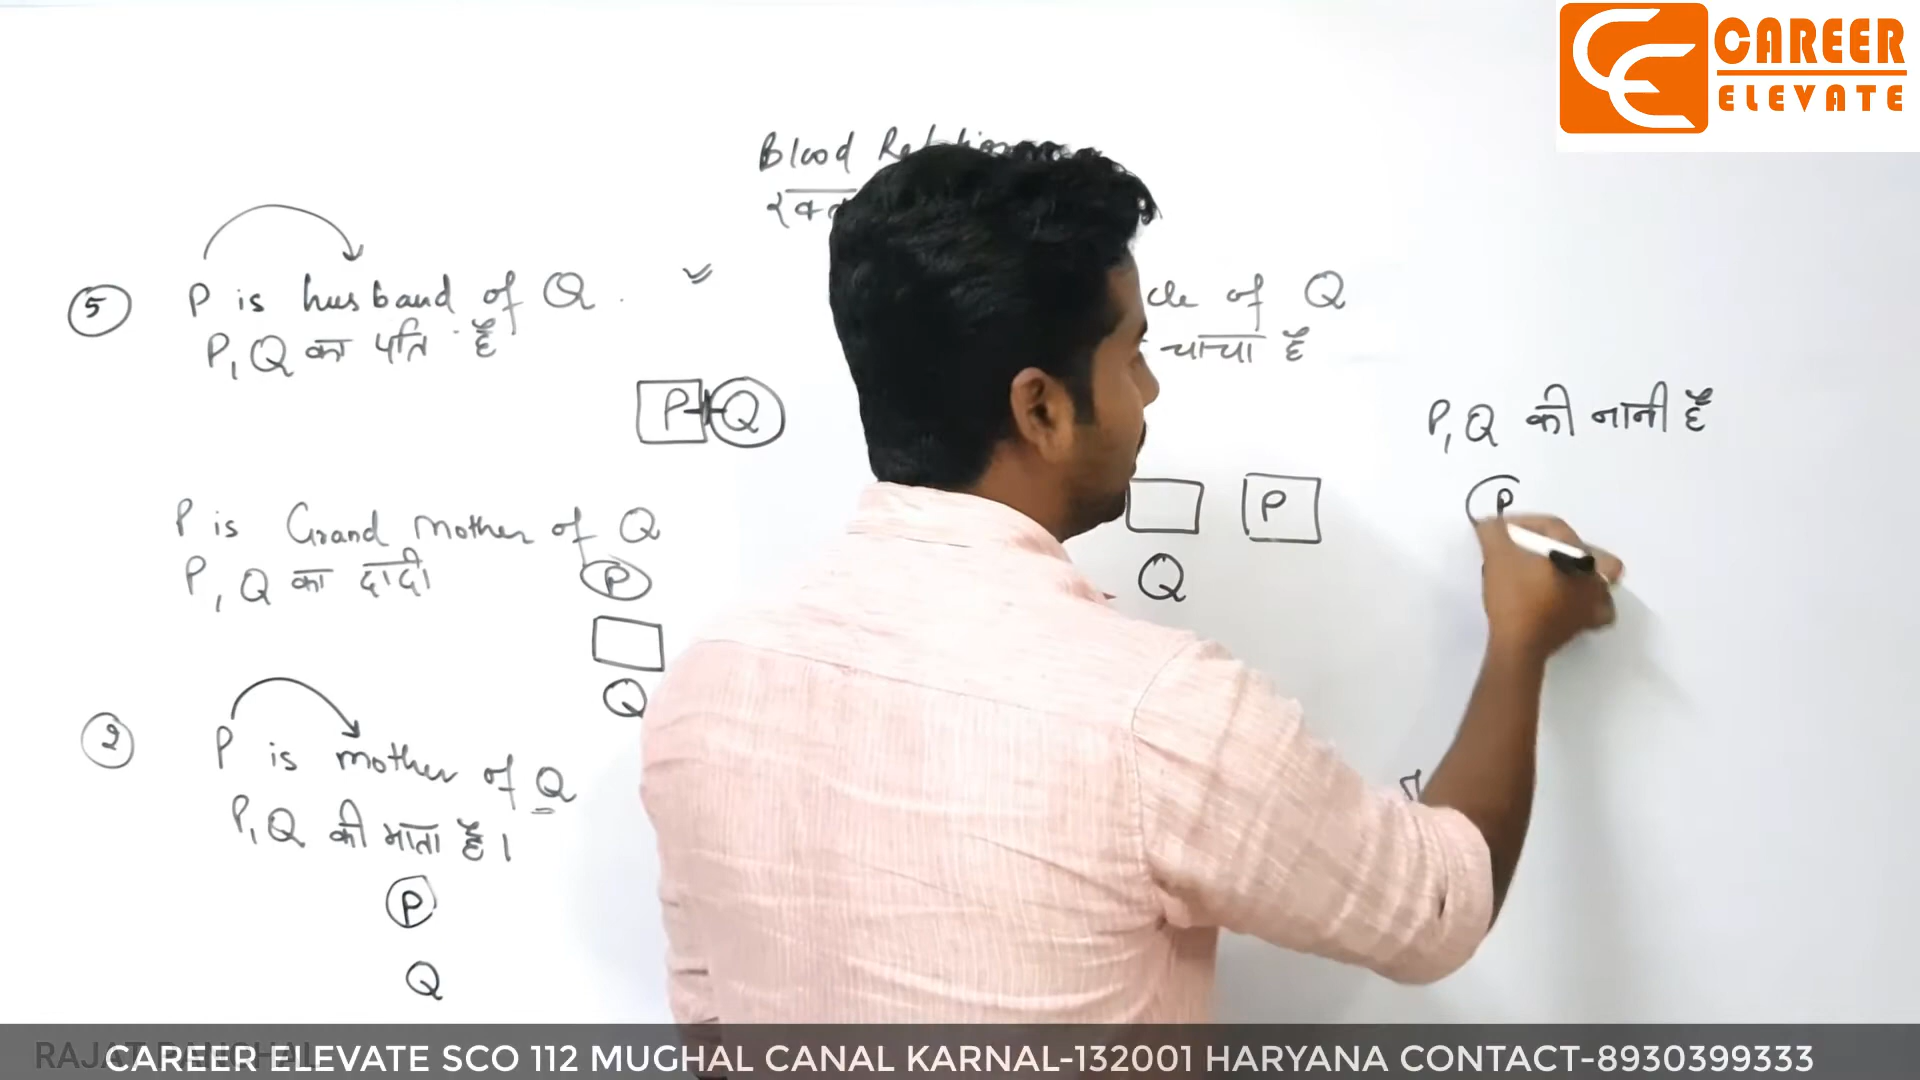 CAREER
ELEVATE
Blood Relation
5 P is husband of Q.
P, Q का पति है
P Q
P is Grand mother of Q
P, Q का दादी
P
Q
2 P is mother of Q
P, Q की माता है।
P
Q
of Q
चाचा है
P
Q
P, Q की नानी है
P
CAREER ELEVATE SCO 112 MUGHAL CANAL KARNAL-132001 HARYANA CONTACT-8930399333